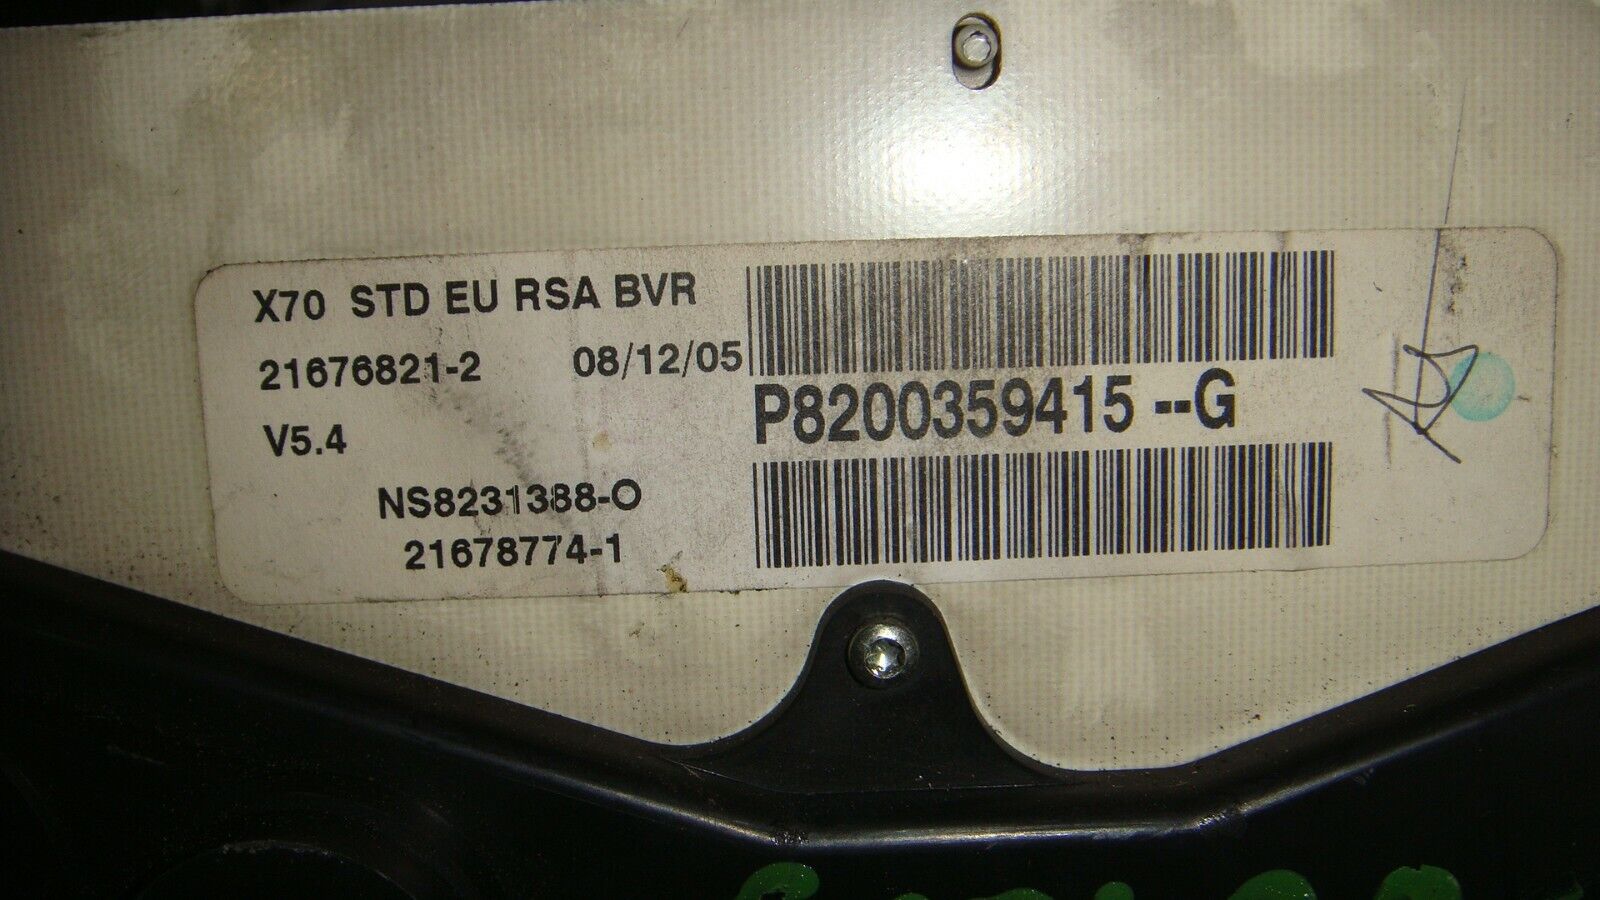 X70 STD EU RSA BVR
21676821-2 08/12/05
P8200359415 --G
V5.4
NS8231388-O
21678774-1